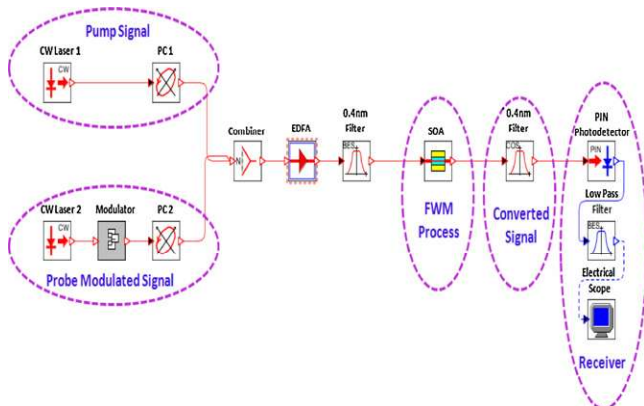 Pump Signal
CW Laser 1
PC 1
CW
Combiner
N
EDFA
0.4nm
Filter
BES
SOA
0.4nm
Filter
COS
PIN
Photodetector
PIN
FWM
Process
Converted
Signal
Low Pass
Filter
BES
CW Laser 2
Modulator
PC 2
CW
Probe Modulated Signal
Electrical
Scope
Receiver